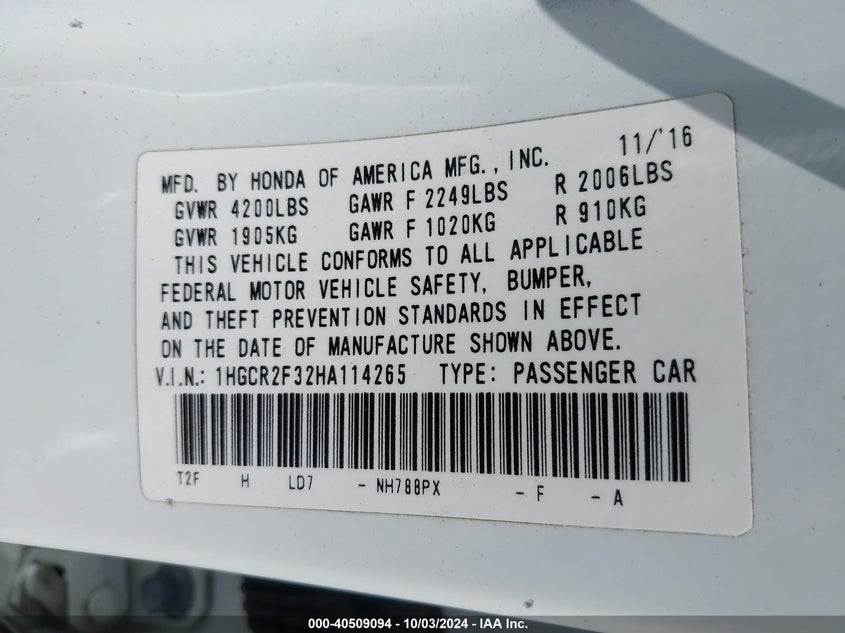 11/'16
MFD. BY HONDA OF AMERICA MFG., INC.
GVWR 4200LBS GAWR F 2249LBS R 2006LBS
GVWR 1905KG GAWR F 1020KG R 910KG
THIS VEHICLE CONFORMS TO ALL APPLICABLE
FEDERAL MOTOR VEHICLE SAFETY, BUMPER,
AND THEFT PREVENTION STANDARDS IN EFFECT
ON THE DATE OF MANUFACTURE SHOWN ABOVE.
V.I.N.: 1HGCR2F32HA114265 TYPE: PASSENGER CAR
T2F H LD7 - NH788PX - F - A
000-40509094 - 10/03/2024 - IAA Inc.